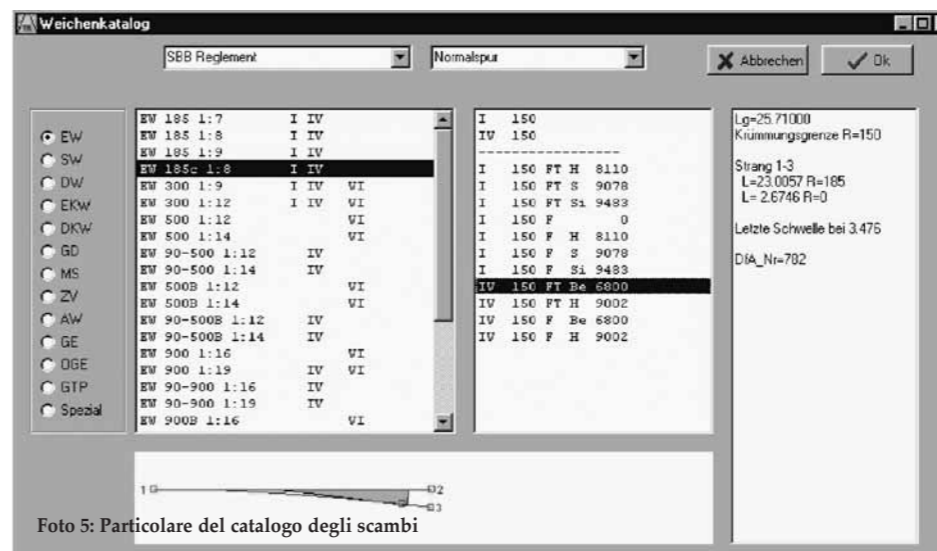 Weichenkatalog
SBB Reglement
Normalspur
Abbrechen
Ok
EW
SW
DW
EKW
DKW
GD
MS
ZV
AW
GE
OGE
GTP
Spezial
EW 185 1:7 I IV
EW 185 1:8 I IV
EW 185 1:9 I IV
EW 185c 1:8 I IV
EW 300 1:9 I IV VI
EW 300 1:12 I IV VI
EW 500 1:12 VI
EW 500 1:14 VI
EW 90-500 1:12 IV
EW 90-500 1:14 IV
EW 500B 1:12 VI
EW 500B 1:14 VI
EW 90-500B 1:12 IV
EW 90-500B 1:14 IV
EW 900 1:16 VI
EW 900 1:19 IV VI
EW 90-900 1:16 IV
EW 90-900 1:19 IV
EW 900B 1:16 VI
I 150
IV 150
------------------
I 150 FT H 8110
I 150 FT S 9078
I 150 FT Si 9483
I 150 F 0
I 150 F H 8110
I 150 F S 9078
I 150 F Si 9483
IV 150 FT Be 6800
IV 150 FT H 9002
IV 150 F Be 6800
IV 150 F H 9002
Lg=25.71000
Krümmungsgrenze R=150
Strang 1-3
L=23.0057 R=185
L= 2.6746 R=0
Letzte Schwelle bei 3.476
DfA_Nr=782
1
2
3
Foto 5: Particolare del catalogo degli scambi